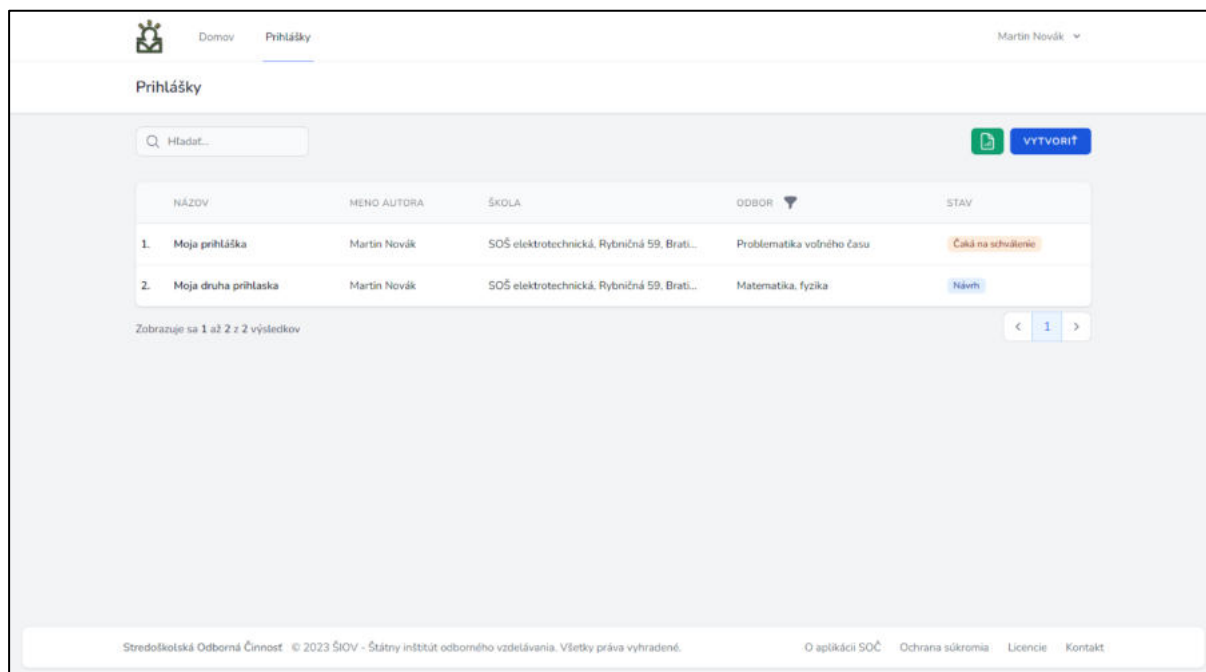 Domov Prihlášky Martin Novák
Prihlášky
Hľadať... VYTVORIŤ
NÁZOV MENO AUTORA ŠKOLA ODBOR STAV
1. Moja prihláška Martin Novák SOŠ elektrotechnická, Rybničná 59, Brati... Problematika voľného času Čaká na schválenie
2. Moja druha prihlaska Martin Novák SOŠ elektrotechnická, Rybničná 59, Brati... Matematika, fyzika Návrh
Zobrazuje sa 1 až 2 z 2 výsledkov 1
Stredoškolská Odborná Činnosť © 2023 ŠIOV - Štátny inštitút odborného vzdelávania. Všetky práva vyhradené. O aplikácii SOČ Ochrana súkromia Licencie Kontakt